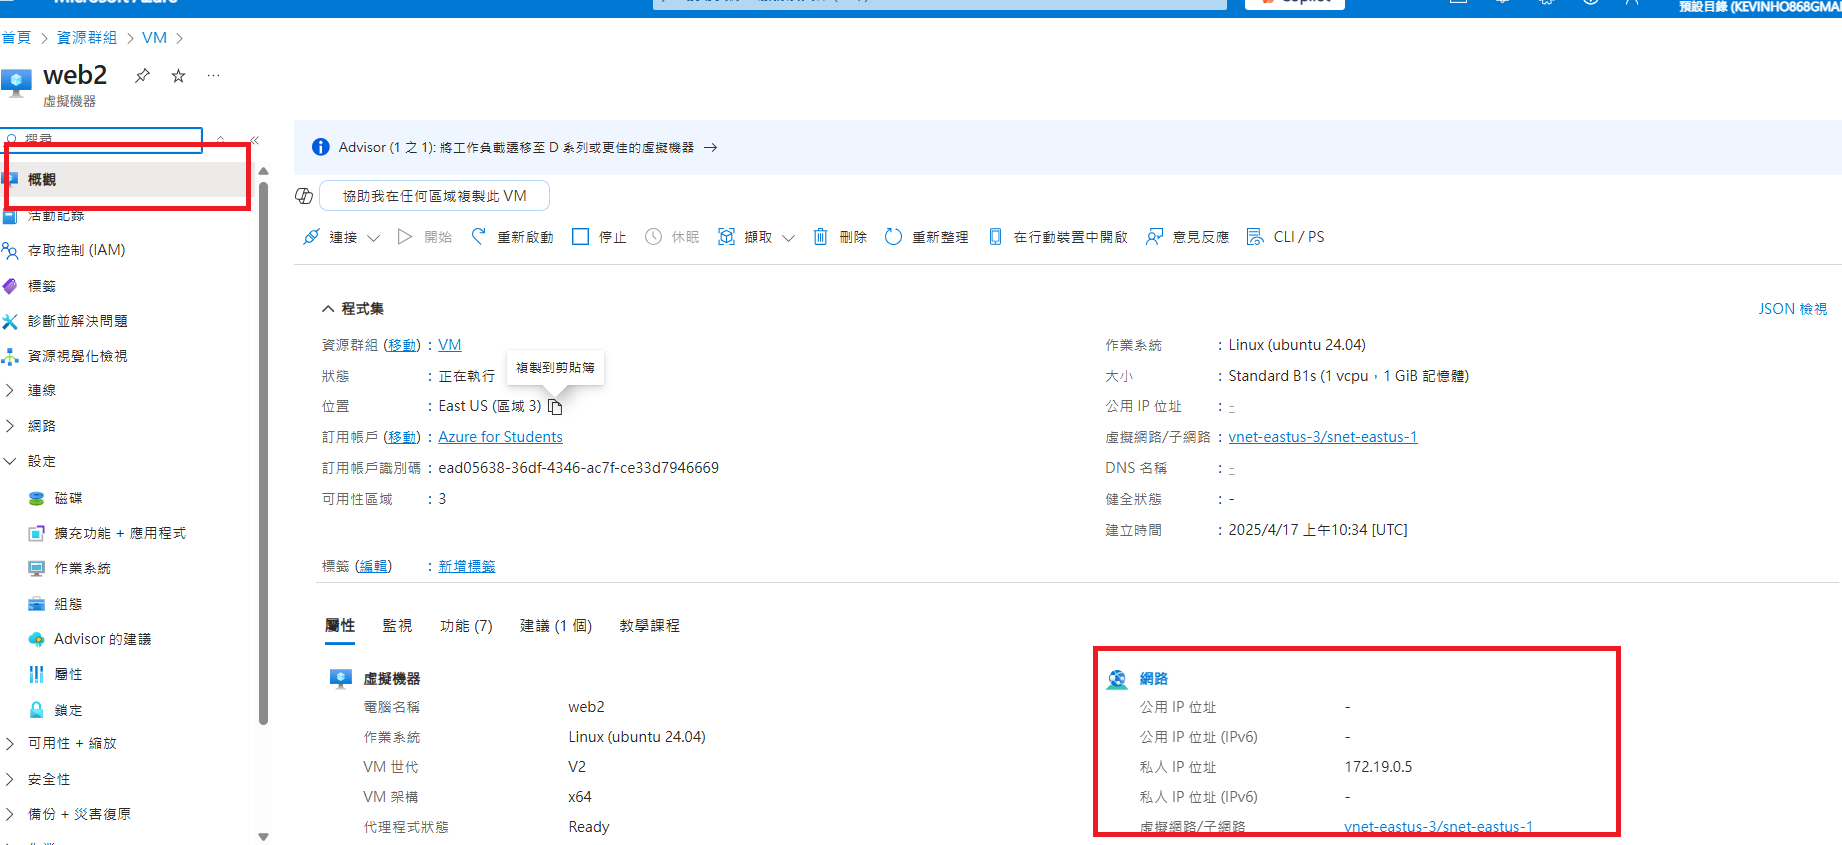 Microsoft Azure
Copilot
預設目錄 (KEVINHO868GMAI
首頁 > 資源群組 > VM >
web2
虛擬機器
搜尋
概觀
活動記錄
存取控制 (IAM)
標籤
診斷並解決問題
資源視覺化檢視
連線
網路
設定
磁碟
擴充功能 + 應用程式
作業系統
組態
Advisor 的建議
屬性
鎖定
可用性 + 縮放
安全性
備份 + 災害復原
Advisor (1 之 1): 將工作負載遷移至 D 系列或更佳的虛擬機器 →
協助我在任何區域複製此 VM
連接 開始 重新啟動 停止 休眠 擷取 刪除 重新整理 在行動裝置中開啟 意見反應 CLI / PS
程式集 JSON 檢視
資源群組 (移動) : VM
狀態 : 正在執行
複製到剪貼簿
位置 : East US (區域 3)
訂用帳戶 (移動) : Azure for Students
訂用帳戶識別碼 : ead05638-36df-4346-ac7f-ce33d7946669
可用性區域 : 3
作業系統 : Linux (ubuntu 24.04)
大小 : Standard B1s (1 vcpu，1 GiB 記憶體)
公用 IP 位址 : -
虛擬網路/子網路 : vnet-eastus-3/snet-eastus-1
DNS 名稱 : -
健全狀態 : -
建立時間 : 2025/4/17 上午10:34 [UTC]
標籤 (編輯) : 新增標籤
屬性 監視 功能 (7) 建議 (1 個) 教學課程
虛擬機器
電腦名稱 web2
作業系統 Linux (ubuntu 24.04)
VM 世代 V2
VM 架構 x64
代理程式狀態 Ready
網路
公用 IP 位址 -
公用 IP 位址 (IPv6) -
私人 IP 位址 172.19.0.5
私人 IP 位址 (IPv6) -
虛擬網路/子網路 vnet-eastus-3/snet-eastus-1